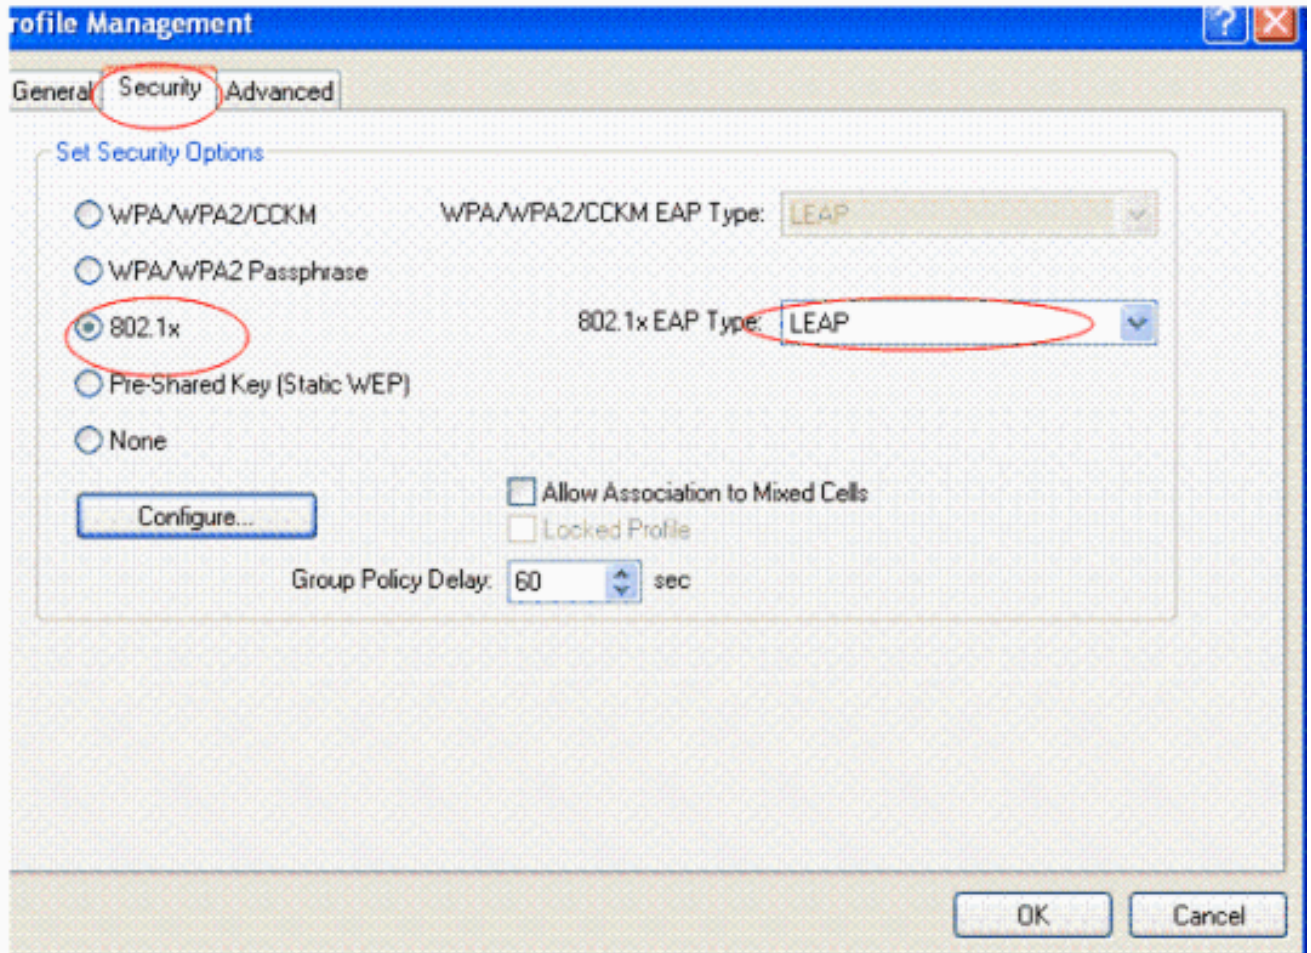 rofile Management
General Security Advanced
Set Security Options
WPA/WPA2/CCKM WPA/WPA2/CCKM EAP Type: LEAP
WPA/WPA2 Passphrase
802.1x 802.1x EAP Type: LEAP
Pre-Shared Key (Static WEP)
None
Configure... Allow Association to Mixed Cells
Locked Profile
Group Policy Delay: 60 sec
OK Cancel